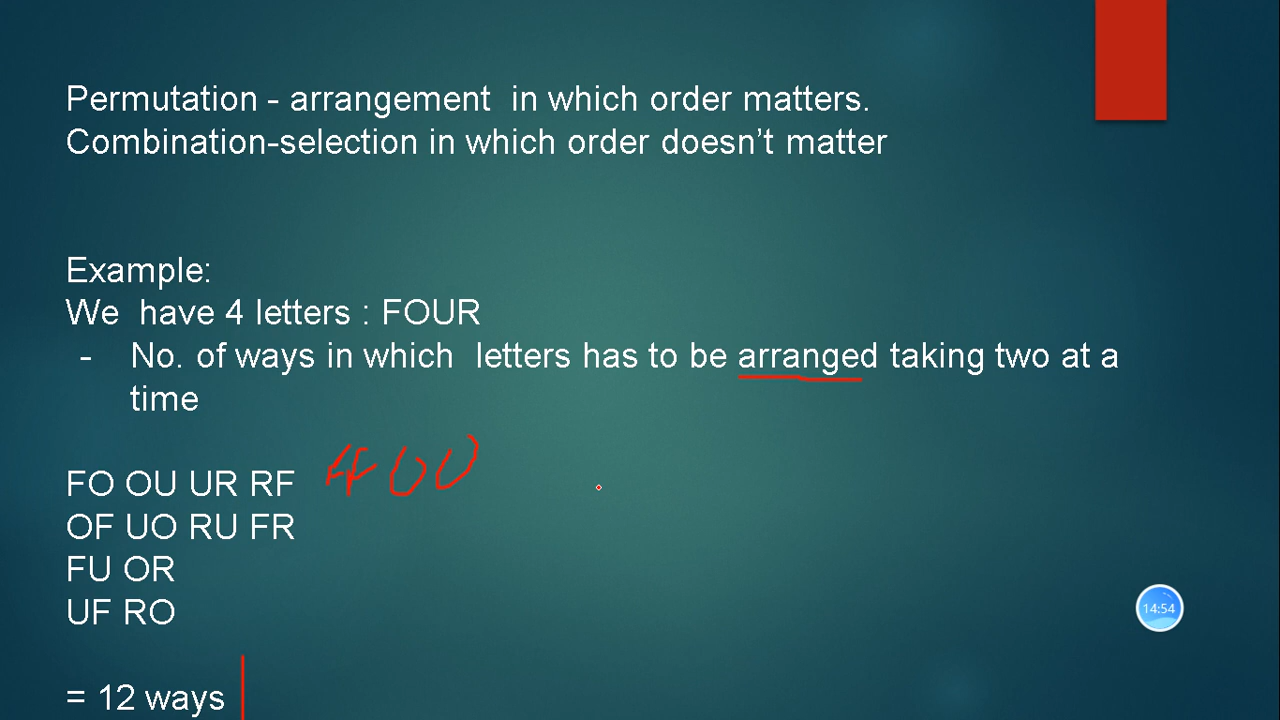 Permutation - arrangement in which order matters.
Combination-selection in which order doesn’t matter
Example:
We have 4 letters : FOUR
- No. of ways in which letters has to be arranged taking two at a
time
FO OU UR RF
OF UO RU FR
FU OR
UF RO
= 12 ways
14:54